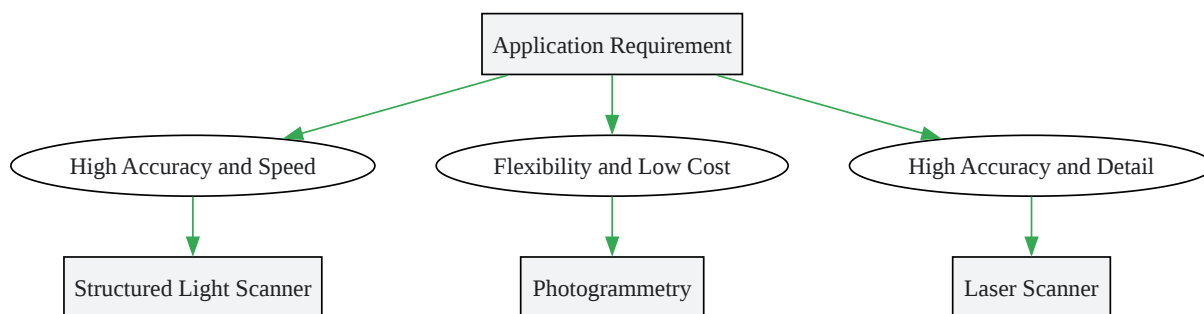 Application Requirement
High Accuracy and Speed
Flexibility and Low Cost
High Accuracy and Detail
Structured Light Scanner
Photogrammetry
Laser Scanner